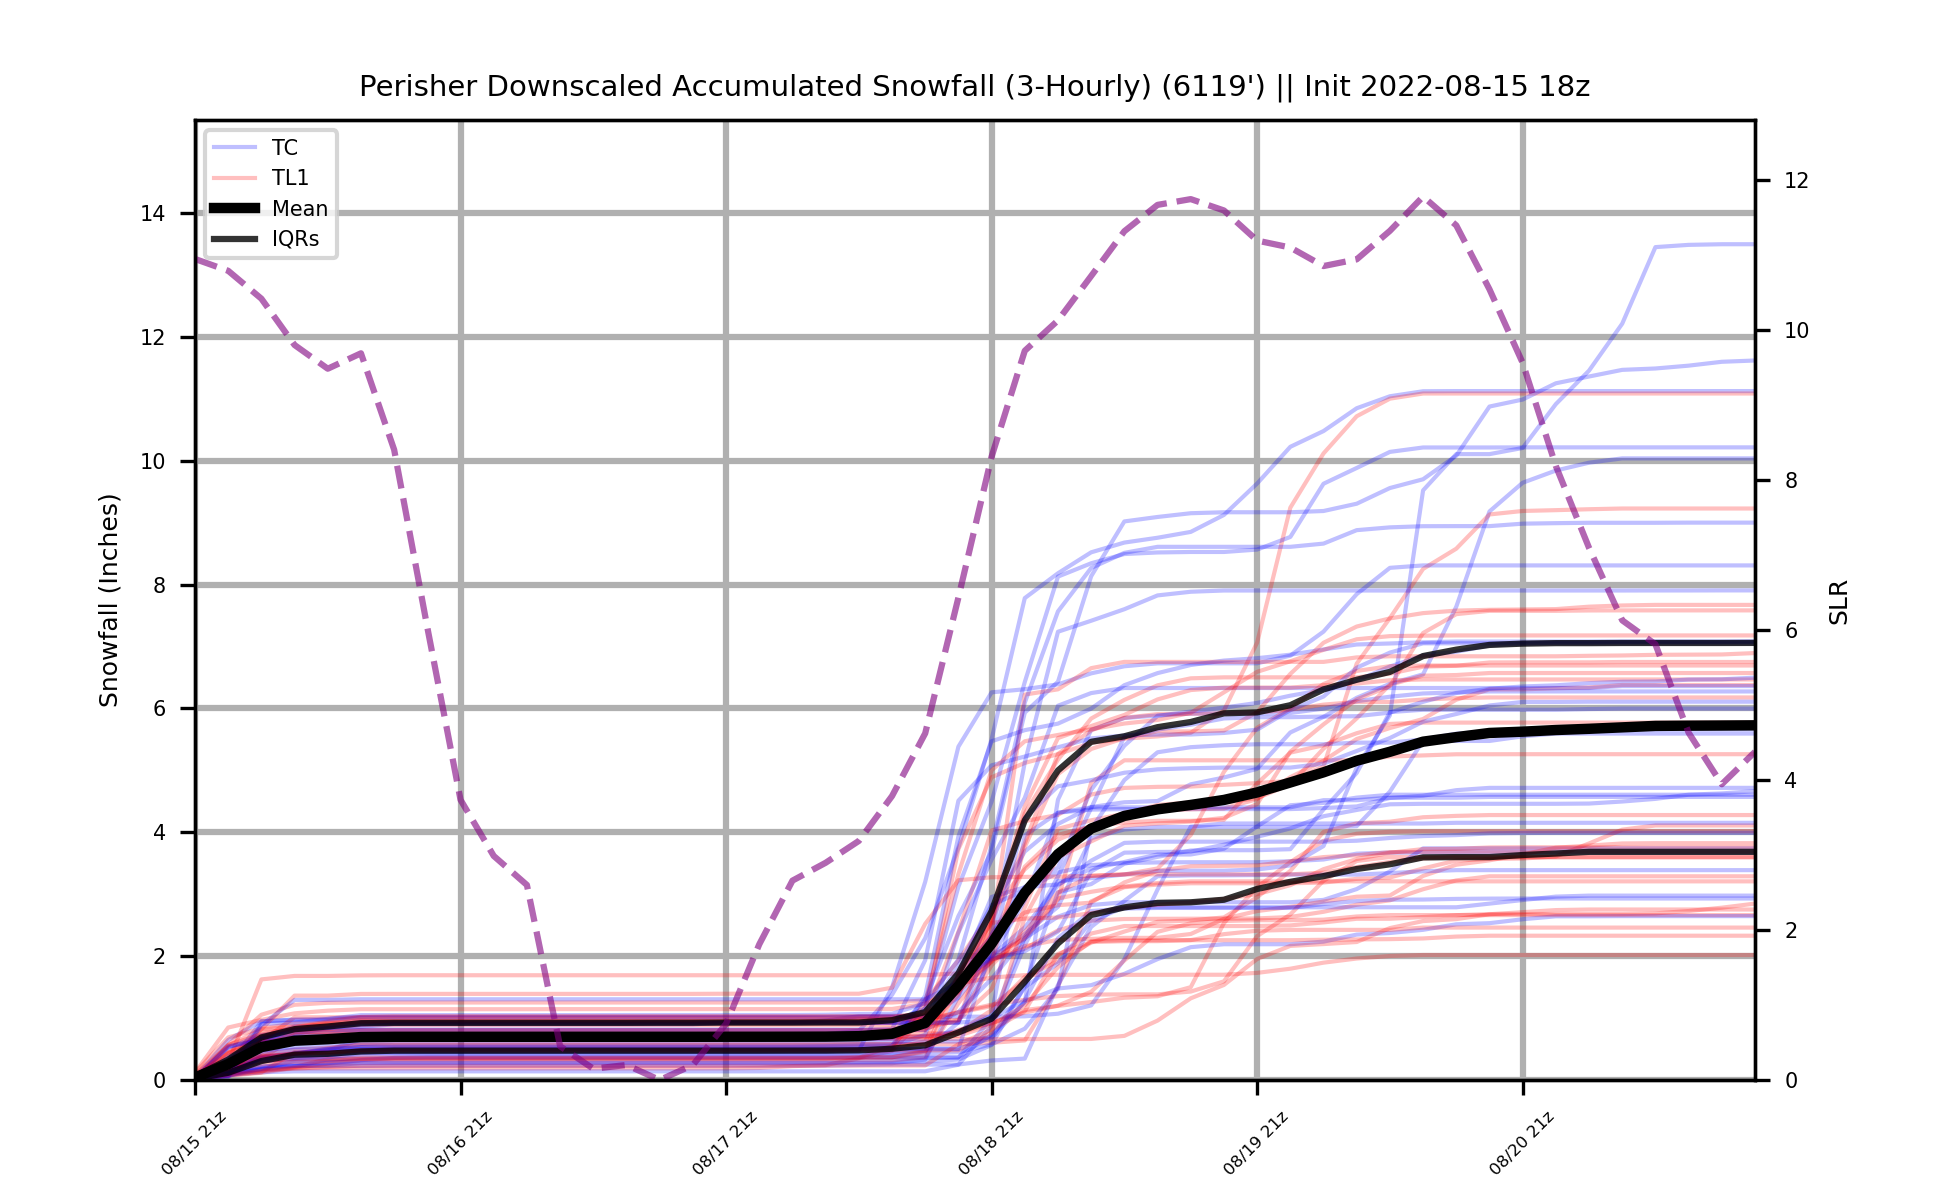 Perisher Downscaled Accumulated Snowfall (3-Hourly) (6119') || Init 2022-08-15 18z
TC
TL1
Mean
IQRs
Snowfall (Inches)
14
12
10
8
6
4
2
0
12
10
8
6
4
2
0
SLR
08/15 21z
08/16 21z
08/17 21z
08/18 21z
08/19 21z
08/20 21z